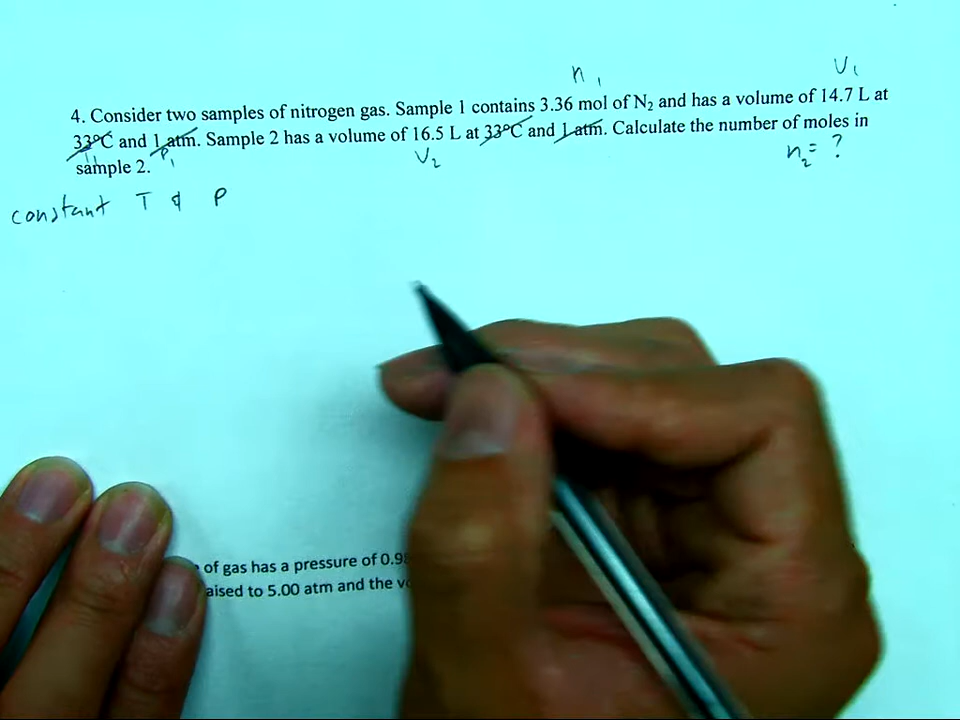 n₁ V₁
4. Consider two samples of nitrogen gas. Sample 1 contains 3.36 mol of N₂ and has a volume of 14.7 L at
33°C and 1 atm. Sample 2 has a volume of 16.5 L at 33°C and 1 atm. Calculate the number of moles in
P₁ V₂ n₂ = ?
sample 2.
constant T & P
of gas has a pressure of
aised to 5.00 atm and the